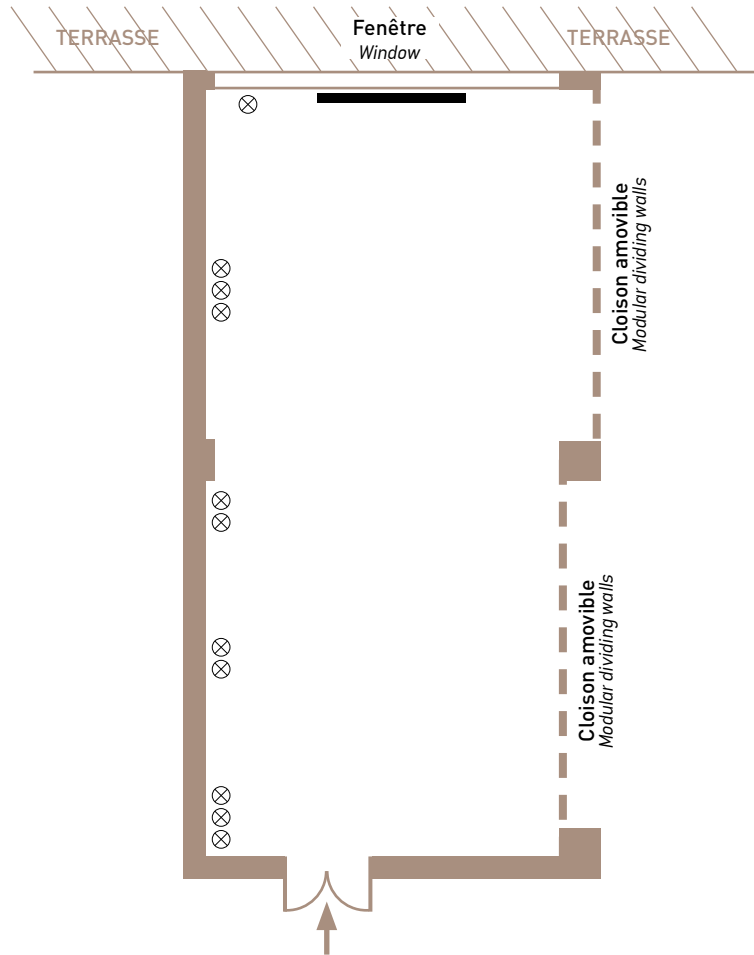 TERRASSE
Fenêtre
Window
TERRASSE
Cloison amovible
Modular dividing walls
Cloison amovible
Modular dividing walls